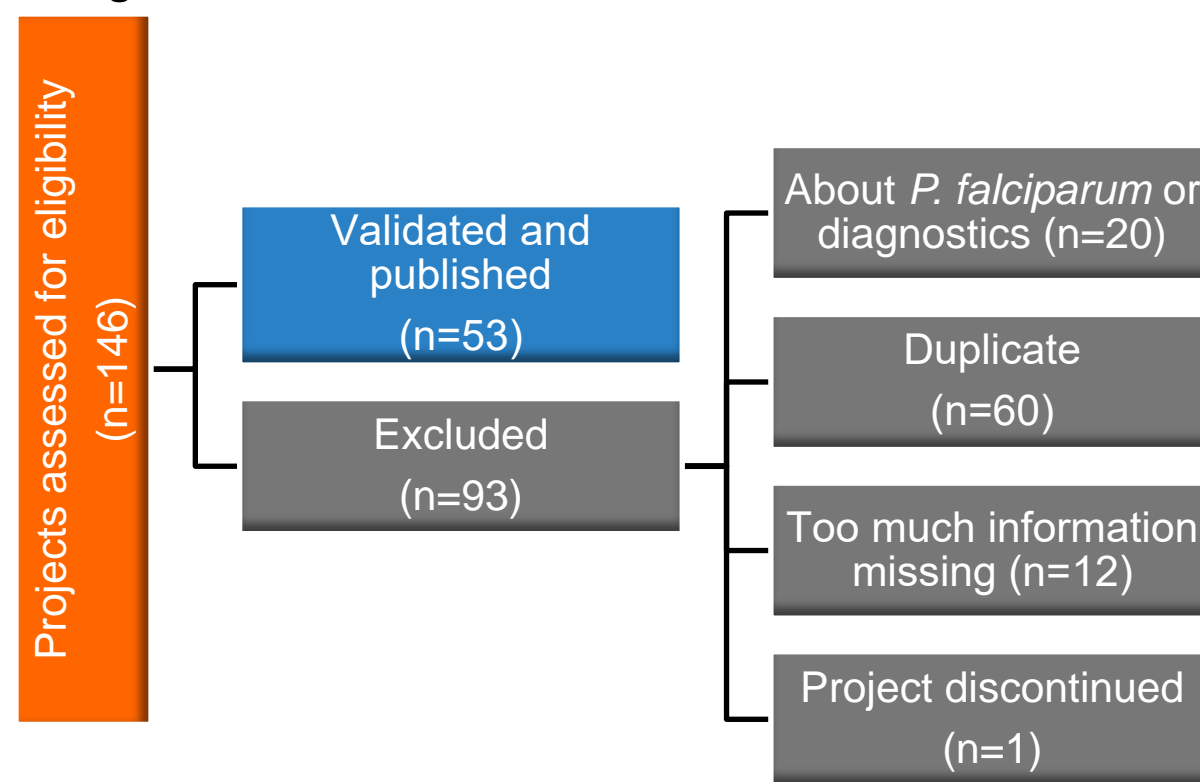 Projects assessed for eligibility
(n=146)
Validated and
published
(n=53)
Excluded
(n=93)
About P. falciparum or
diagnostics (n=20)
Duplicate
(n=60)
Too much information
missing (n=12)
Project discontinued
(n=1)